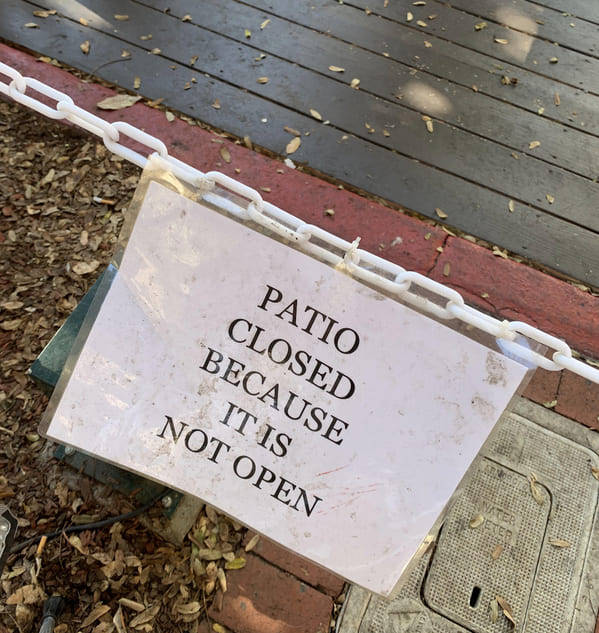 PATIO
CLOSED
BECAUSE
IT IS
NOT OPEN